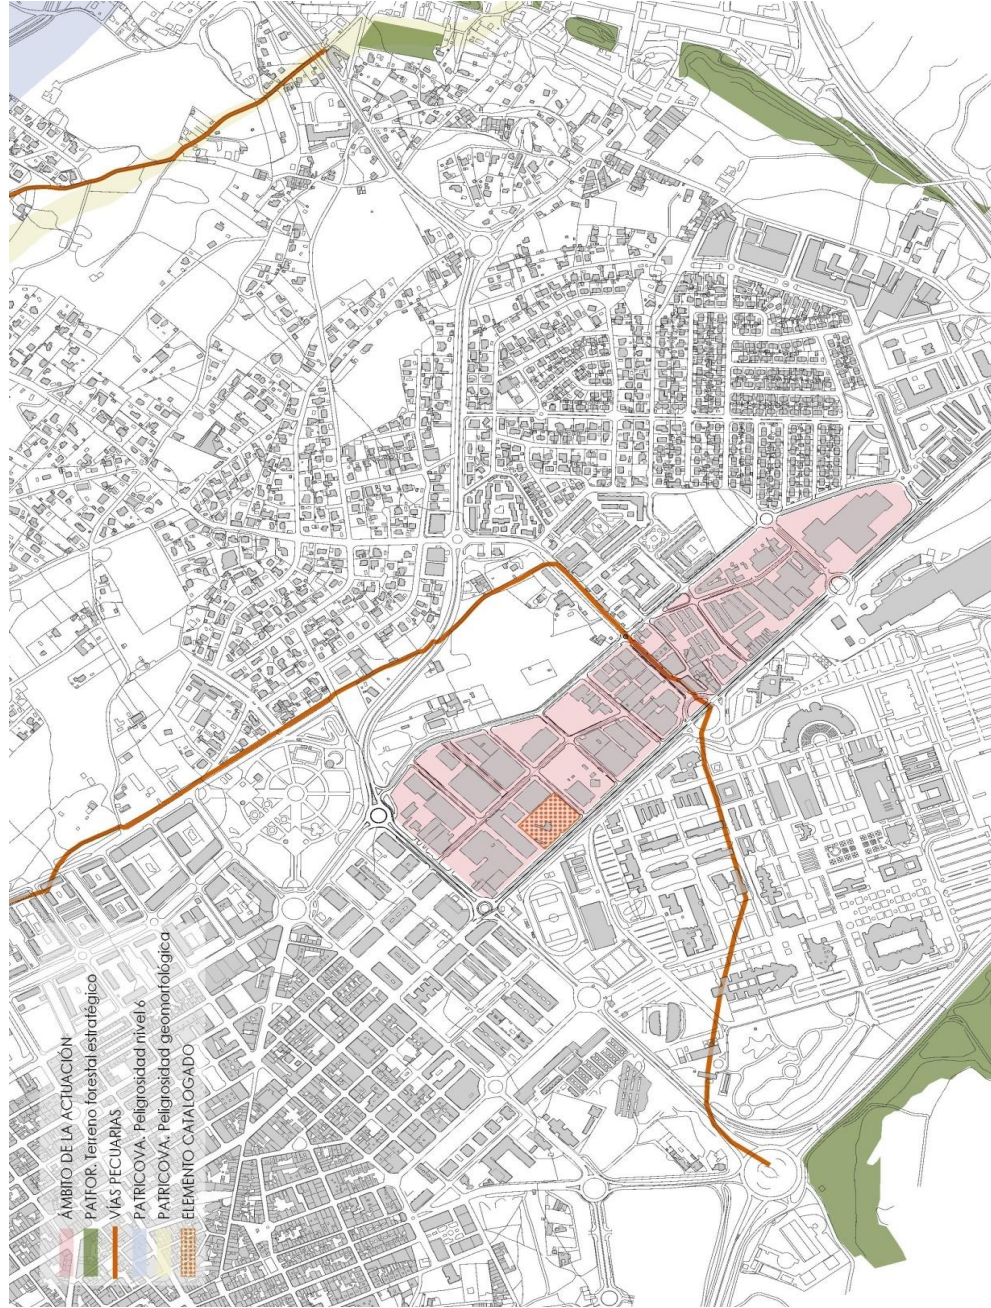 ÁMBITO DE LA ACTUACIÓN
PATFOR. Terreno forestal estratégico
VÍAS PECUARIAS
PATRICOVA. Peligrosidad nivel 6
PATRICOVA. Peligrosidad geomorfológica
ELEMENTO CATALOGADO